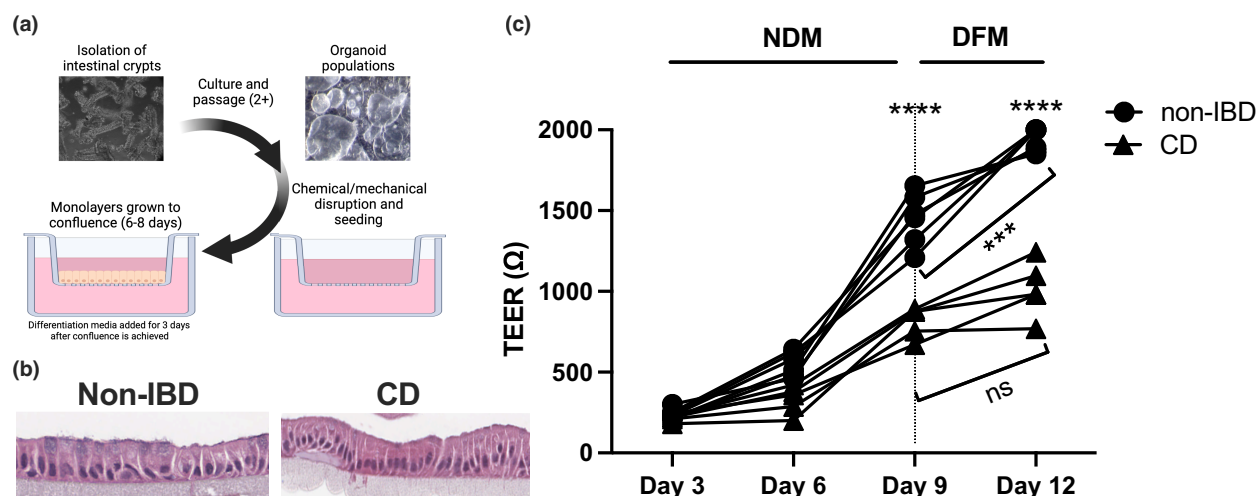 (a)
Isolation of
intestinal crypts
Culture and
passage (2+)
Organoid
populations
Chemical/mechanical
disruption and
seeding
Monolayers grown to
confluence (6-8 days)
Differentiation media added for 3 days
after confluence is achieved
(b)
Non-IBD
CD
(c)
NDM
DFM
****
****
non-IBD
CD
TEER (Ω)
2000
1500
1000
500
0
***
ns
Day 3
Day 6
Day 9
Day 12